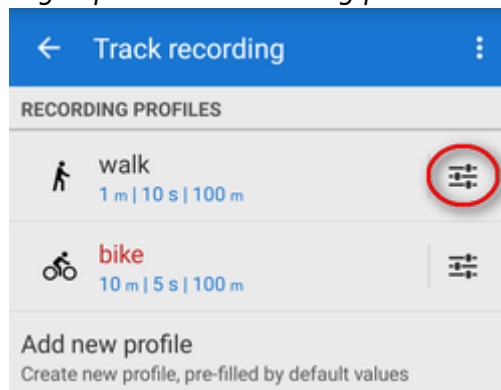 Track recording
RECORDING PROFILES
walk
1 m | 10 s | 100 m
bike
10 m | 5 s | 100 m
Add new profile
Create new profile, pre-filled by default values